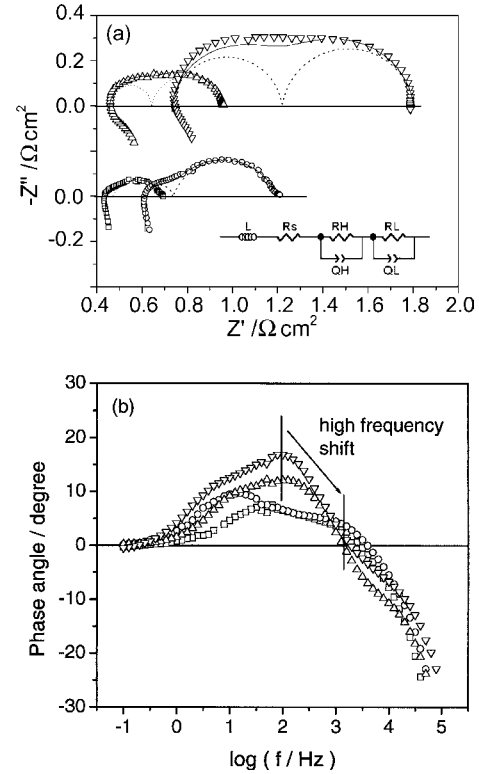 (a)
0.4
0.2
0.0
0.0
-0.2
-Z'' /Ω cm²
L Rs RH RL
QH QL
0.4 0.6 0.8 1.0 1.2 1.4 1.6 1.8 2.0
Z' /Ω cm²
(b)
30
20
10
0
-10
-20
-30
Phase angle / degree
high frequency
shift
-1 0 1 2 3 4 5
log ( f / Hz )